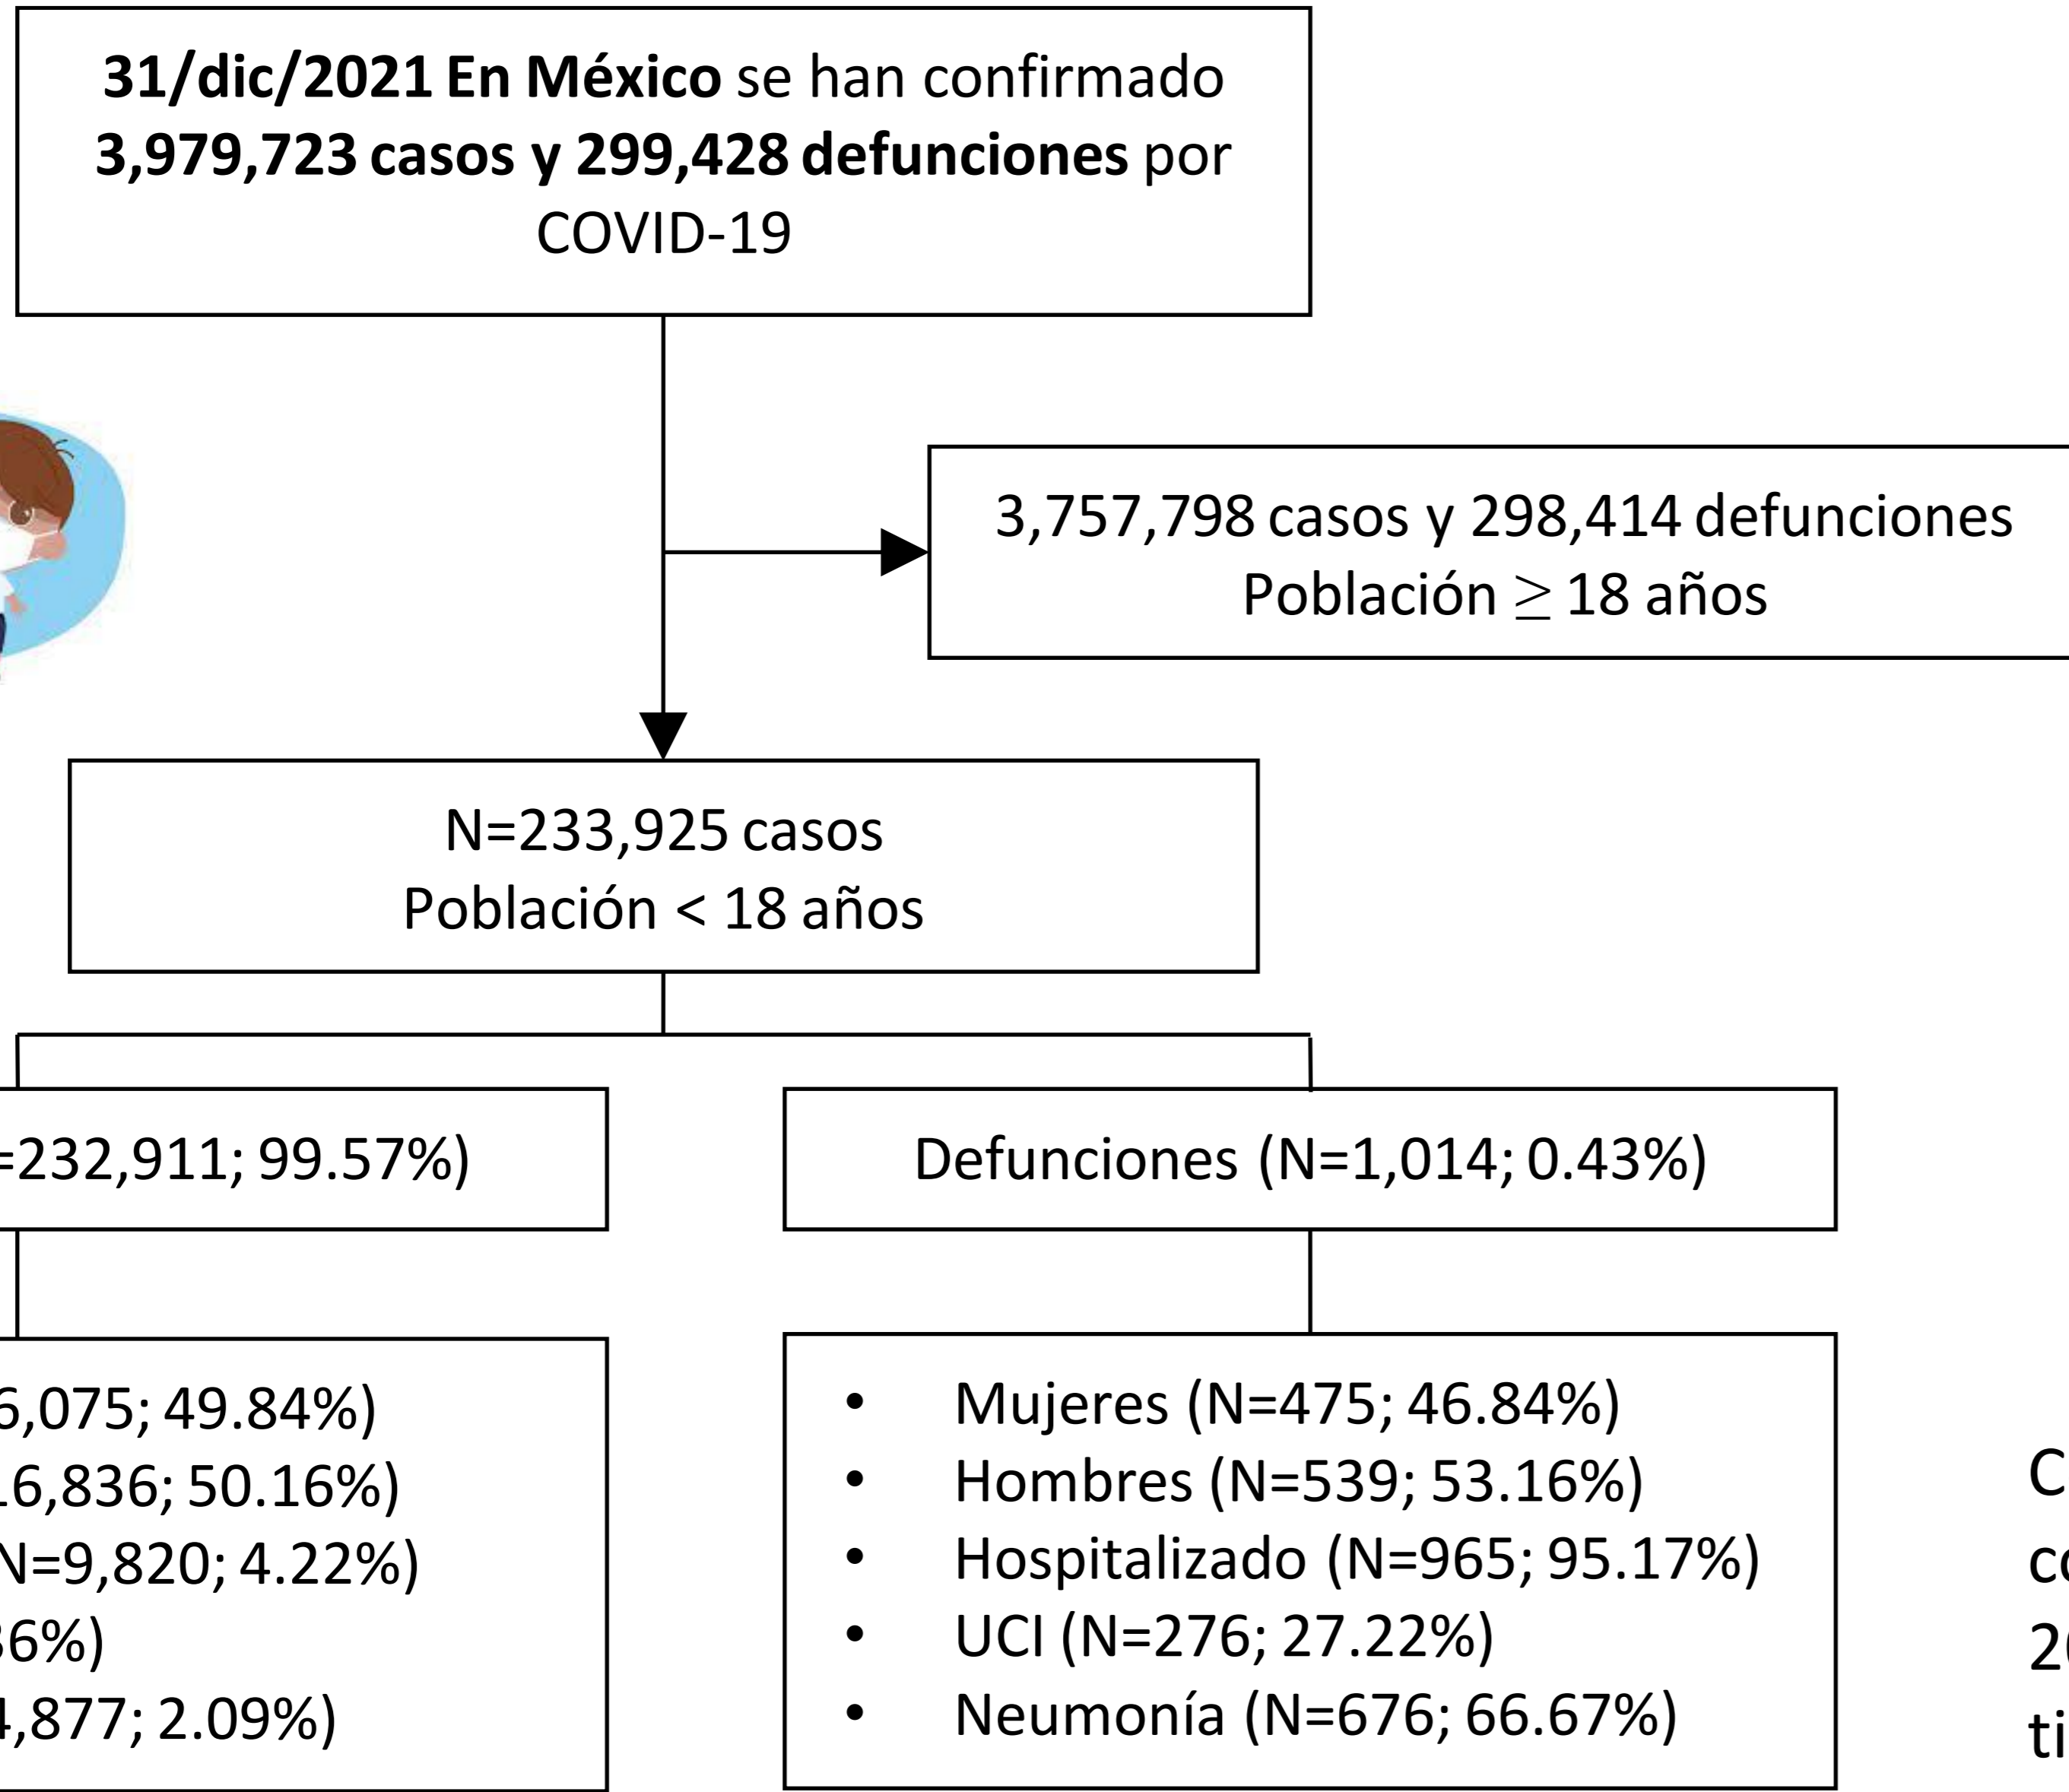 31/dic/2021 En México se han confirmado
3,979,723 casos y 299,428 defunciones por
COVID-19
3,757,798 casos y 298,414 defunciones
Población ≥ 18 años
N=233,925 casos
Población < 18 años
=232,911; 99.57%)
Defunciones (N=1,014; 0.43%)
6,075; 49.84%)
16,836; 50.16%)
N=9,820; 4.22%)
36%)
4,877; 2.09%)
• Mujeres (N=475; 46.84%)
• Hombres (N=539; 53.16%)
• Hospitalizado (N=965; 95.17%)
• UCI (N=276; 27.22%)
• Neumonía (N=676; 66.67%)
C
co
20
ti